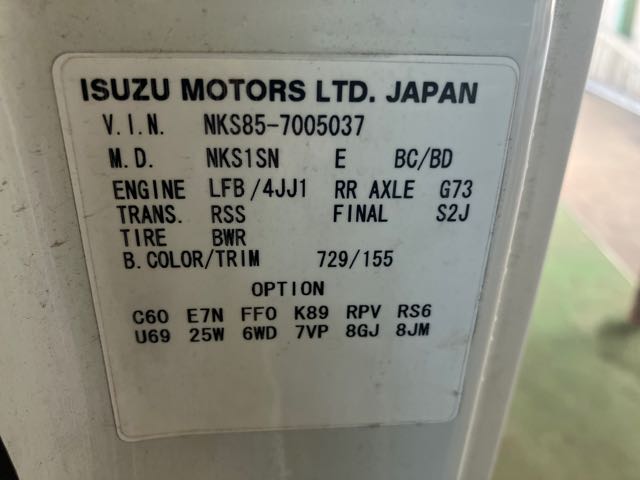 ISUZU MOTORS LTD. JAPAN
V.I.N. NKS85-7005037
M.D. NKS1SN E BC/BD
ENGINE LFB/4JJ1 RR AXLE G73
TRANS. RSS FINAL S2J
TIRE BWR
B.COLOR/TRIM 729/155
OPTION
C60 E7N FF0 K89 RPV RS6
U69 25W 6WD 7VP 8GJ 8JM